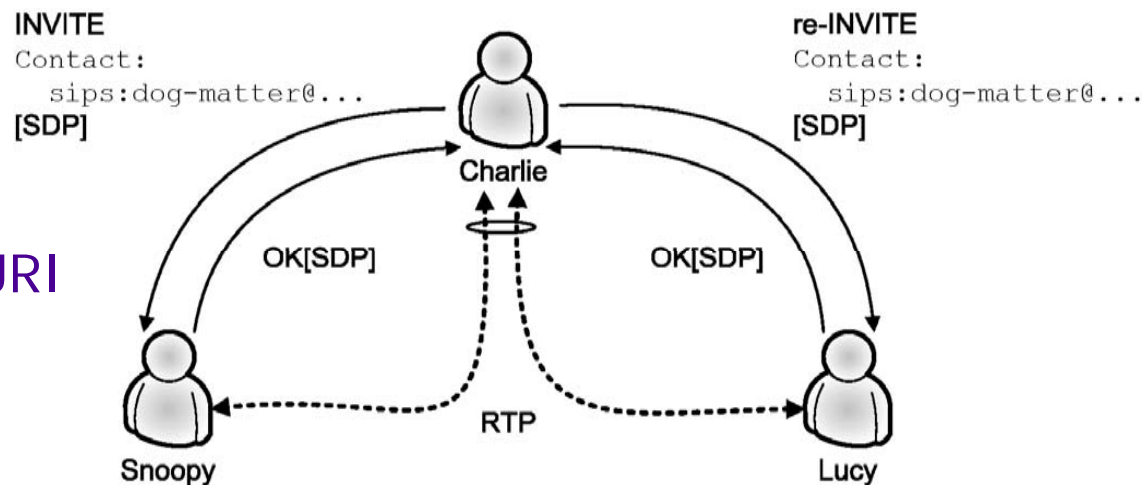 INVITE
Contact:
sips:dog-matter@...
[SDP]
re-INVITE
Contact:
sips:dog-matter@...
[SDP]
Charlie
OK[SDP]
OK[SDP]
URI
RTP
Snoopy
Lucy